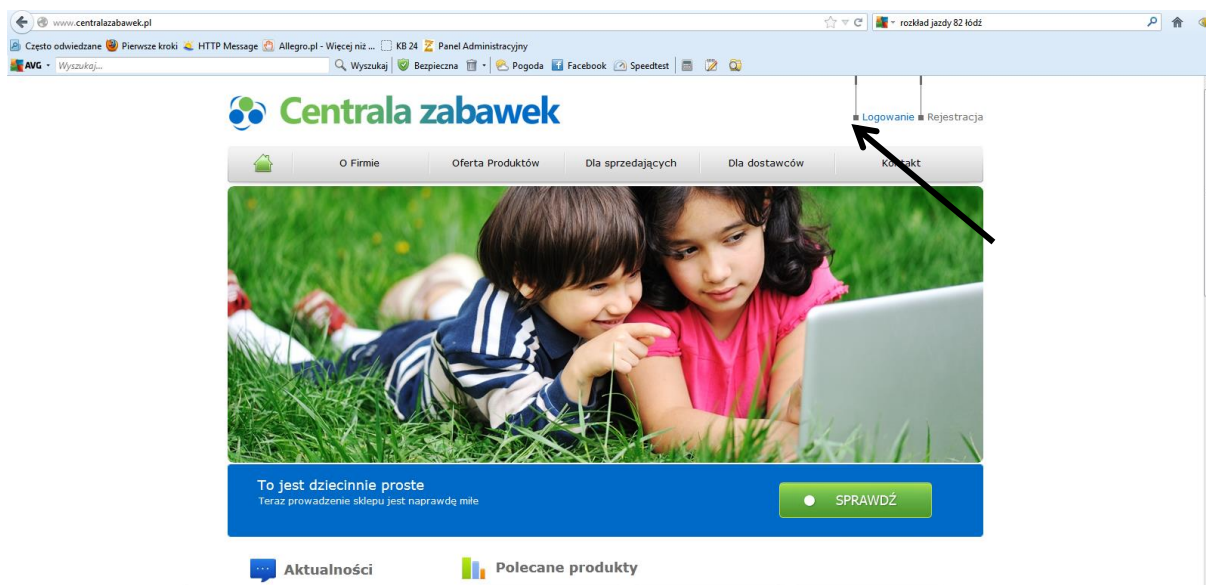 www.centralazabawek.pl
rozkład jazdy 82 łódź
Często odwiedzane Pierwsze kroki HTTP Message Allegro.pl - Więcej niż ... KB 24 Panel Administracyjny
AVG Wyszukaj... Wyszukaj Bezpieczna Pogoda Facebook Speedtest
Centrala zabawek
Logowanie Rejestracja
O Firmie Oferta Produktów Dla sprzedających Dla dostawców Kontakt
To jest dziecinnie proste
Teraz prowadzenie sklepu jest naprawdę miłe
SPRAWDŹ
Aktualności Polecane produkty